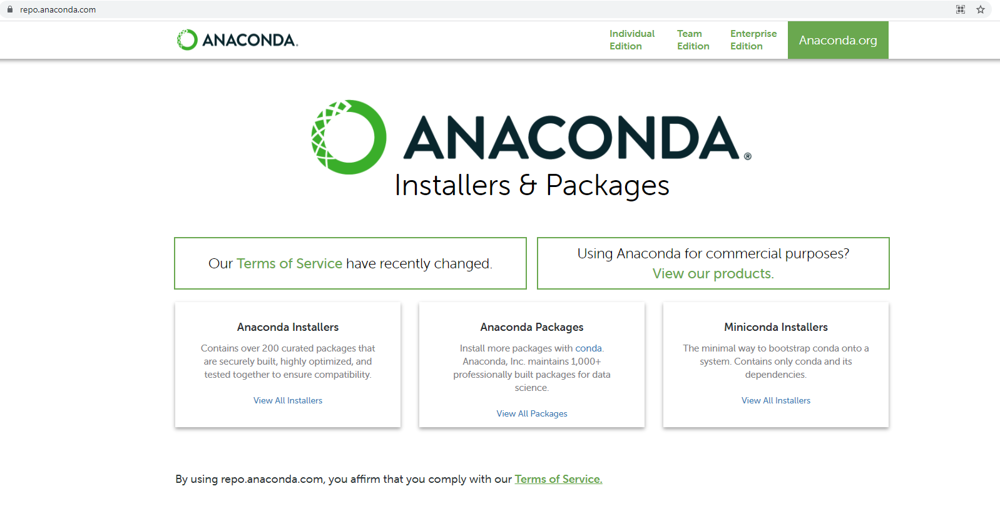 repo.anaconda.com
ANACONDA.
Individual
Edition
Team
Edition
Enterprise
Edition
Anaconda.org
ANACONDA.®
Installers & Packages
Our Terms of Service have recently changed.
Using Anaconda for commercial purposes?
View our products.
Anaconda Installers
Contains over 200 curated packages that
are securely built, highly optimized, and
tested together to ensure compatibility.
View All Installers
Anaconda Packages
Install more packages with conda.
Anaconda, Inc. maintains 1,000+
professionally built packages for data
science.
View All Packages
Miniconda Installers
The minimal way to bootstrap conda onto a
system. Contains only conda and its
dependencies.
View All Installers
By using repo.anaconda.com, you affirm that you comply with our Terms of Service.